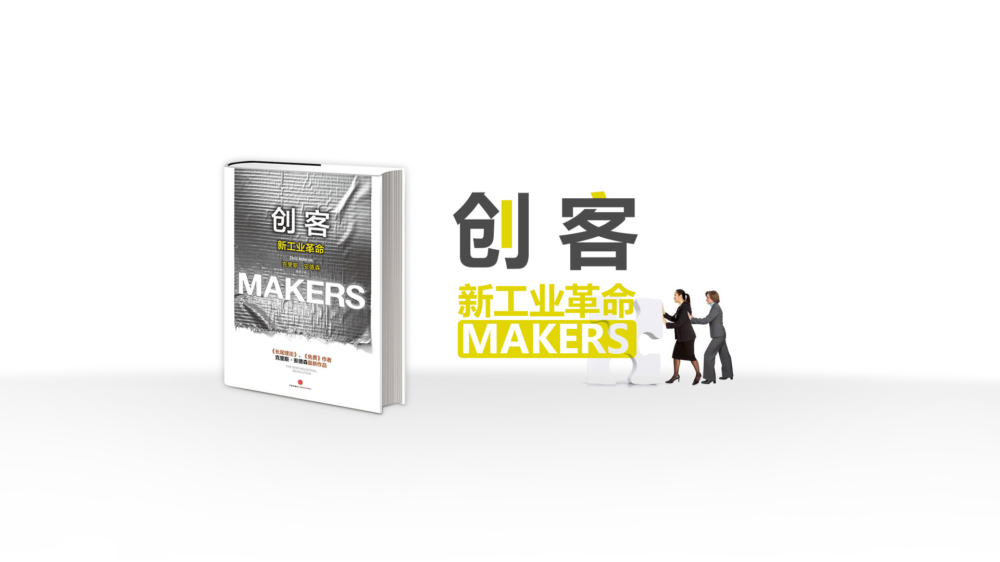 创 客
新工业革命
Chris Anderson
克里斯·安德森
MAKERS
《长尾理论》、《免费》作者
克里斯·安德森最新作品
THE NEW INDUSTRIAL
REVOLUTION
创 客
新工业革命
MAKERS